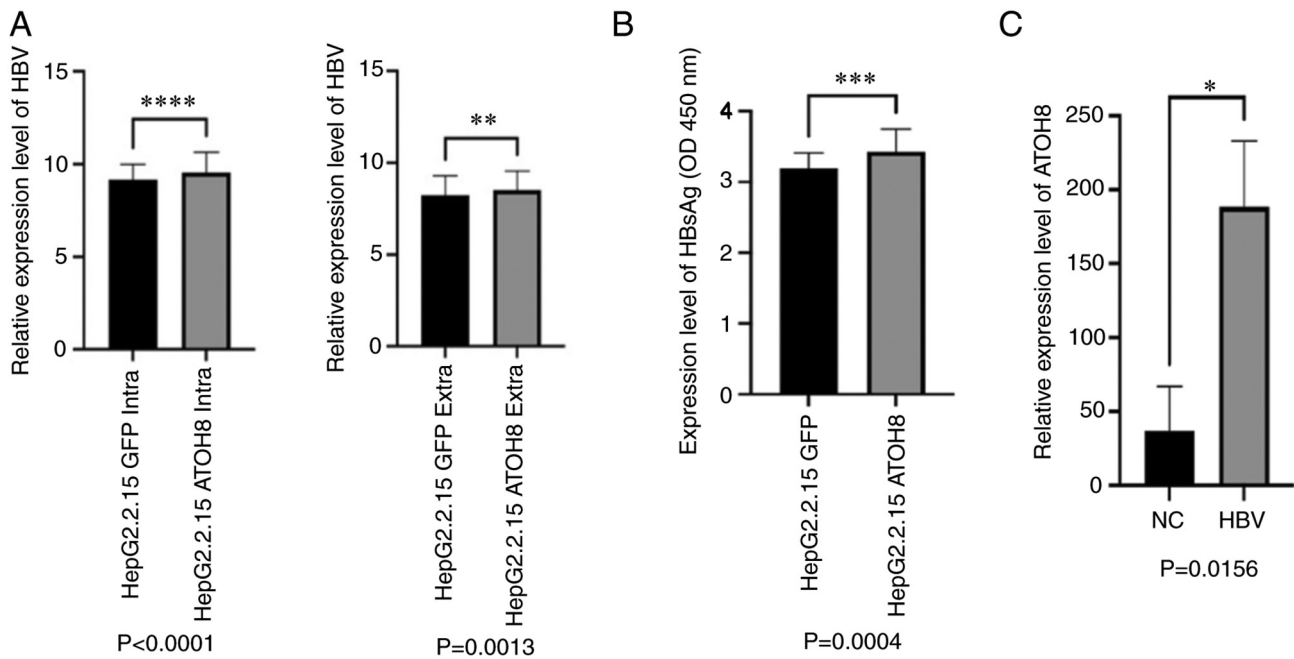 A
Relative expression level of HBV
15
10
5
0
****
HepG2.2.15 GFP Intra
HepG2.2.15 ATOH8 Intra
P<0.0001
Relative expression level of HBV
15
10
5
0
**
HepG2.2.15 GFP Extra
HepG2.2.15 ATOH8 Extra
P=0.0013
B
Expression level of HBsAg (OD 450 nm)
4
3
2
1
0
***
HepG2.2.15 GFP
HepG2.2.15 ATOH8
P=0.0004
C
Relative expression level of ATOH8
250
200
150
100
50
0
*
NC
HBV
P=0.0156